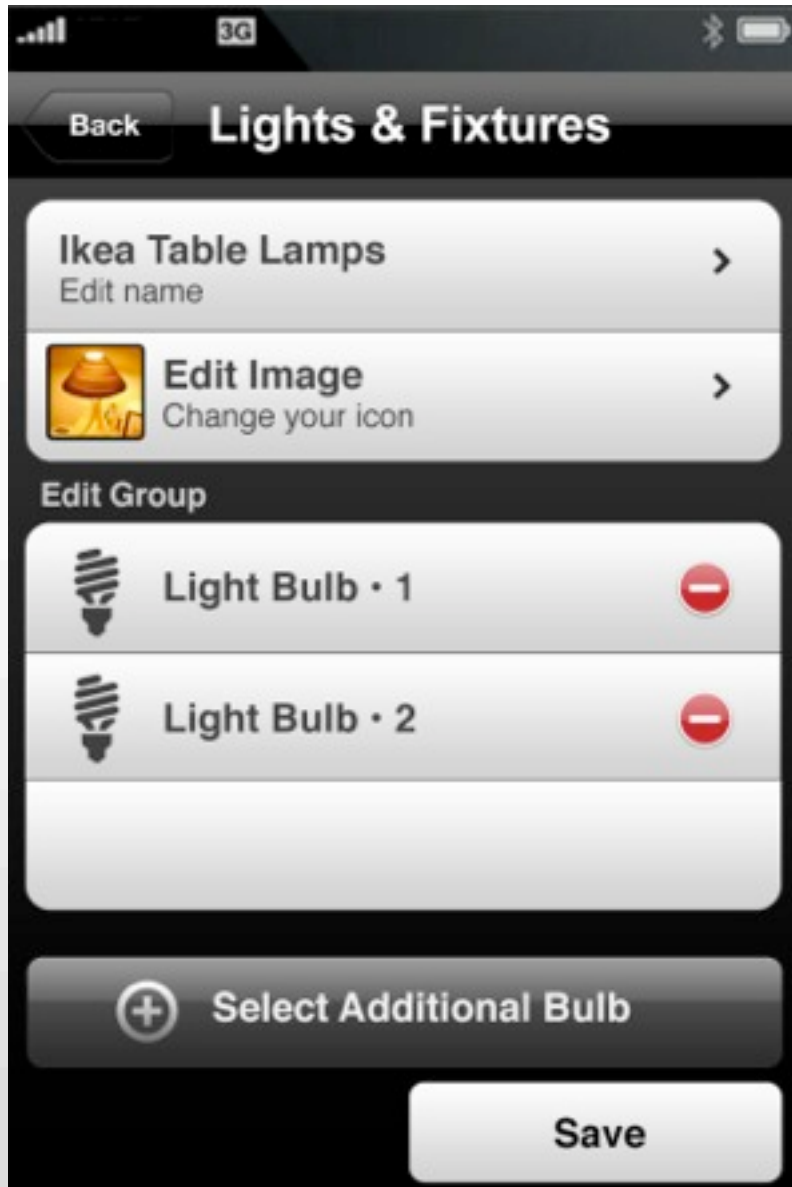 3G
Back
Lights & Fixtures
Ikea Table Lamps
Edit name
Edit Image
Change your icon
Edit Group
Light Bulb • 1
Light Bulb • 2
Select Additional Bulb
Save